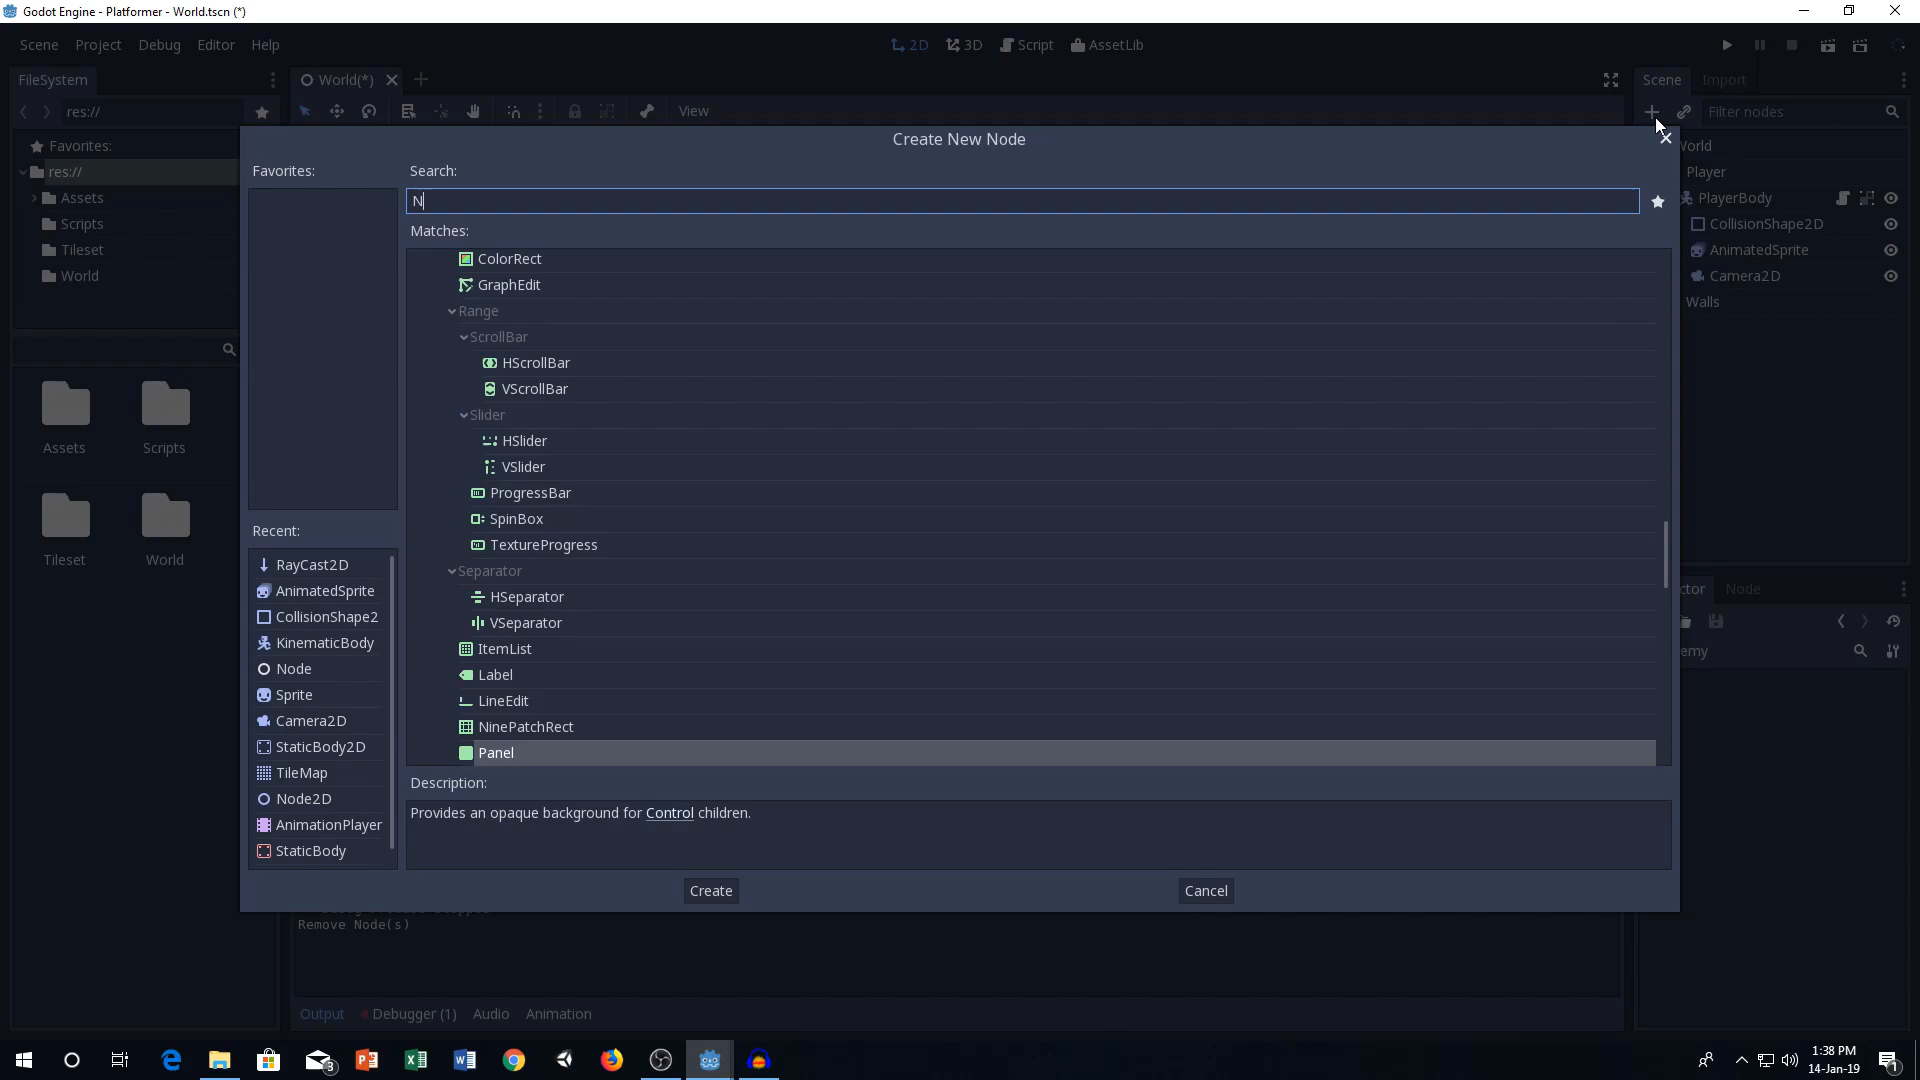 Godot Engine - Platformer - World.tscn (*)
Scene Project Debug Editor Help
2D 3D Script AssetLib
FileSystem
World(*)
Scene Import
res://
View
Filter nodes
Favorites:
res://
Assets
Scripts
Tileset
World
Assets
Scripts
Tileset
World
Create New Node
Favorites:
Search:
N
Matches:
ColorRect
GraphEdit
Range
ScrollBar
HScrollBar
VScrollBar
Slider
HSlider
VSlider
ProgressBar
SpinBox
TextureProgress
Separator
HSeparator
VSeparator
ItemList
Label
LineEdit
NinePatchRect
Panel
Recent:
RayCast2D
AnimatedSprite
CollisionShape2
KinematicBody
Node
Sprite
Camera2D
StaticBody2D
TileMap
Node2D
AnimationPlayer
StaticBody
Description:
Provides an opaque background for Control children.
Create
Cancel
World
Player
PlayerBody
CollisionShape2D
AnimatedSprite
Camera2D
Walls
ctor Node
emy
Remove Node(s)
Output Debugger (1) Audio Animation
3
1:38 PM
14-Jan-19
1